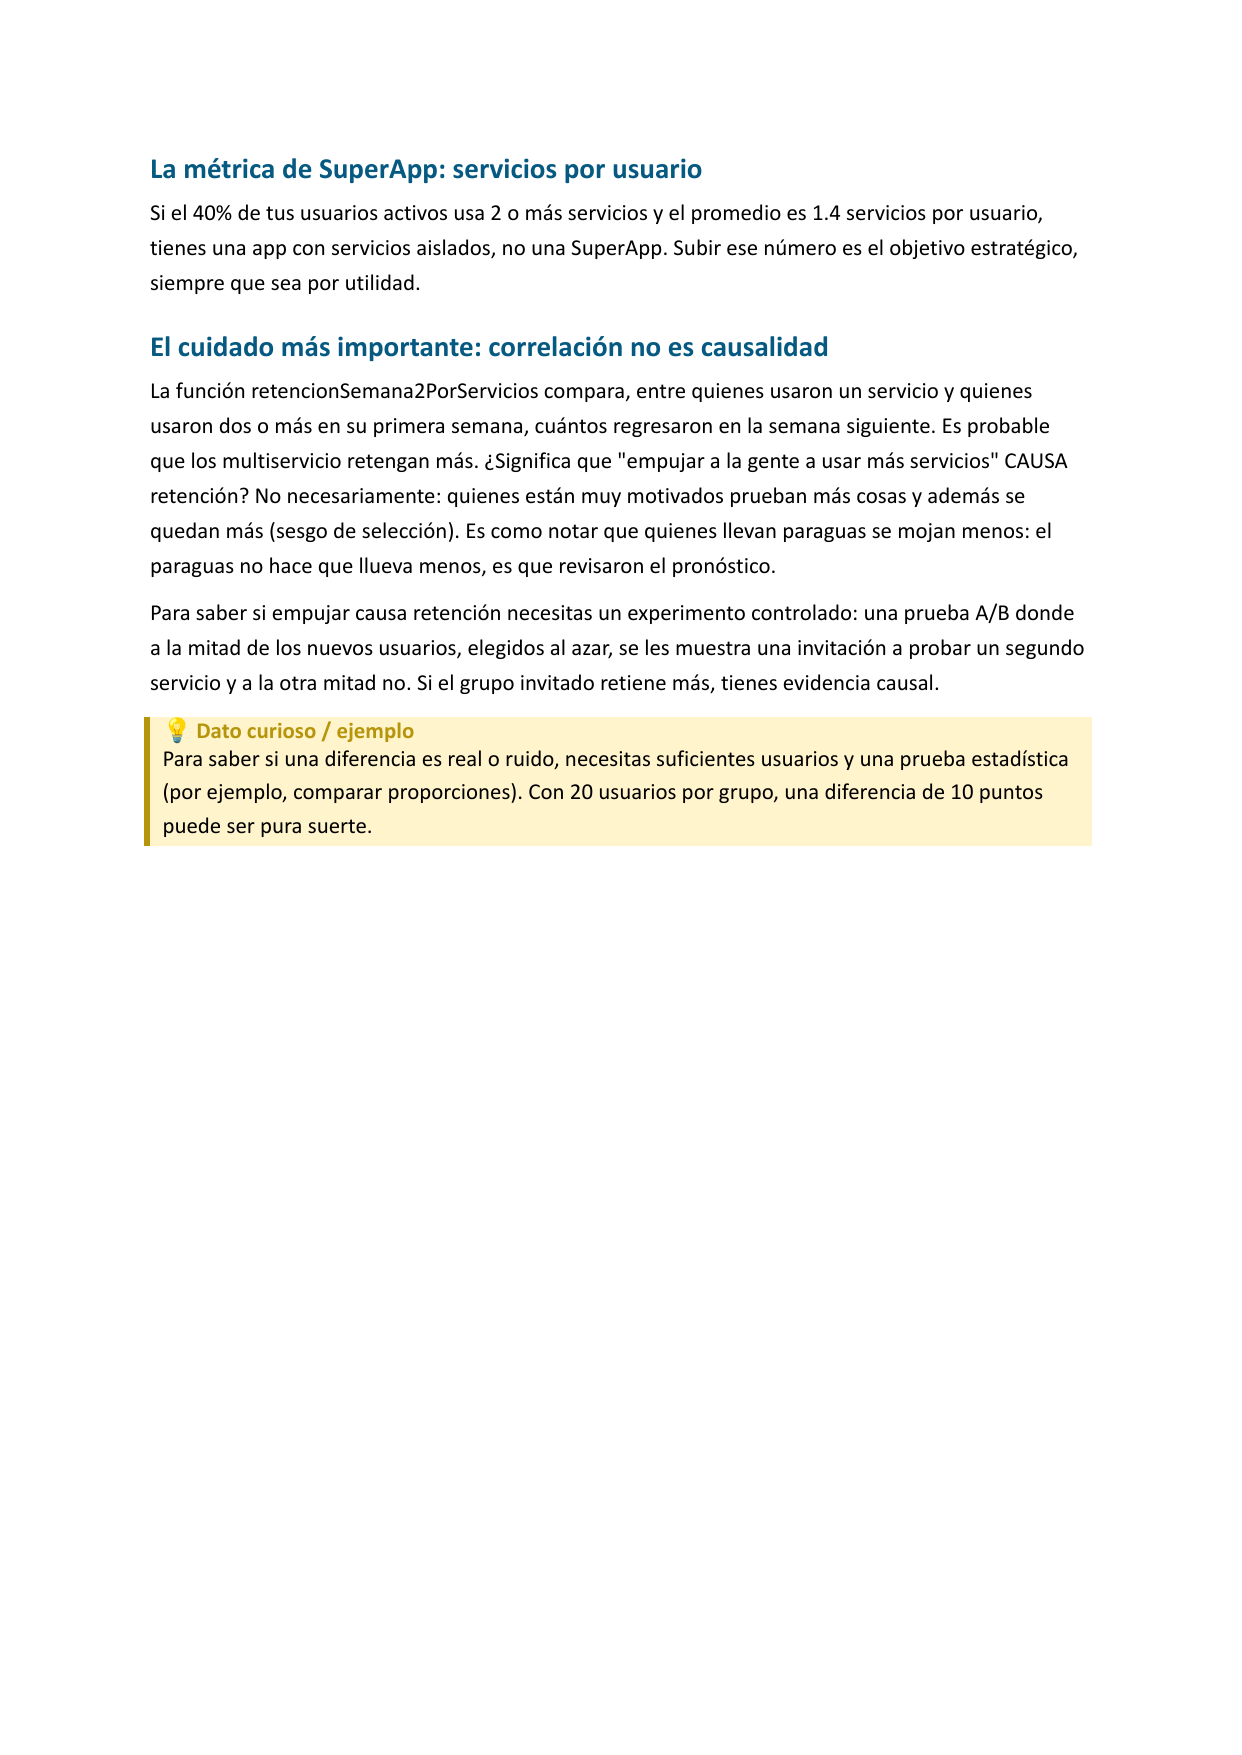 La métrica de SuperApp: servicios por usuario
Si el 40% de tus usuarios activos usa 2 o más servicios y el promedio es 1.4 servicios por usuario,
tienes una app con servicios aislados, no una SuperApp. Subir ese número es el objetivo estratégico,
siempre que sea por utilidad.
El cuidado más importante: correlación no es causalidad
La función retencionSemana2PorServicios compara, entre quienes usaron un servicio y quienes
usaron dos o más en su primera semana, cuántos regresaron en la semana siguiente. Es probable
que los multiservicio retengan más. ¿Significa que "empujar a la gente a usar más servicios" CAUSA
retención? No necesariamente: quienes están muy motivados prueban más cosas y además se
quedan más (sesgo de selección). Es como notar que quienes llevan paraguas se mojan menos: el
paraguas no hace que llueva menos, es que revisaron el pronóstico.
Para saber si empujar causa retención necesitas un experimento controlado: una prueba A/B donde
a la mitad de los nuevos usuarios, elegidos al azar, se les muestra una invitación a probar un segundo
servicio y a la otra mitad no. Si el grupo invitado retiene más, tienes evidencia causal.
💡 Dato curioso / ejemplo
Para saber si una diferencia es real o ruido, necesitas suficientes usuarios y una prueba estadística
(por ejemplo, comparar proporciones). Con 20 usuarios por grupo, una diferencia de 10 puntos
puede ser pura suerte.